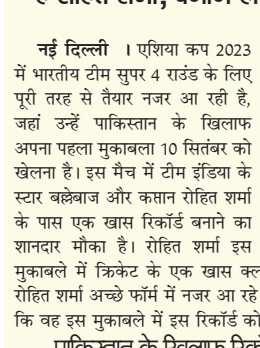 नई दिल्ली । एशिया कप 2023
में भारतीय टीम सुपर 4 राउंड के लिए
पूरी तरह से तैयार नजर आ रही है,
जहां उन्हें पाकिस्तान के खिलाफ
अपना पहला मुकाबला 10 सितंबर को
खेलना है। इस मैच में टीम इंडिया के
स्टार बल्लेबाज और कप्तान रोहित शर्मा
के पास एक खास रिकॉर्ड बनाने का
शानदार मौका है। रोहित शर्मा इस
मुकाबले में क्रिकेट के एक खास
रोहित शर्मा अच्छे फॉर्म में नजर आ रहे
कि वह इस मुकाबले में इस रिकॉर्ड को
पाकिस्तान के खिलाफ